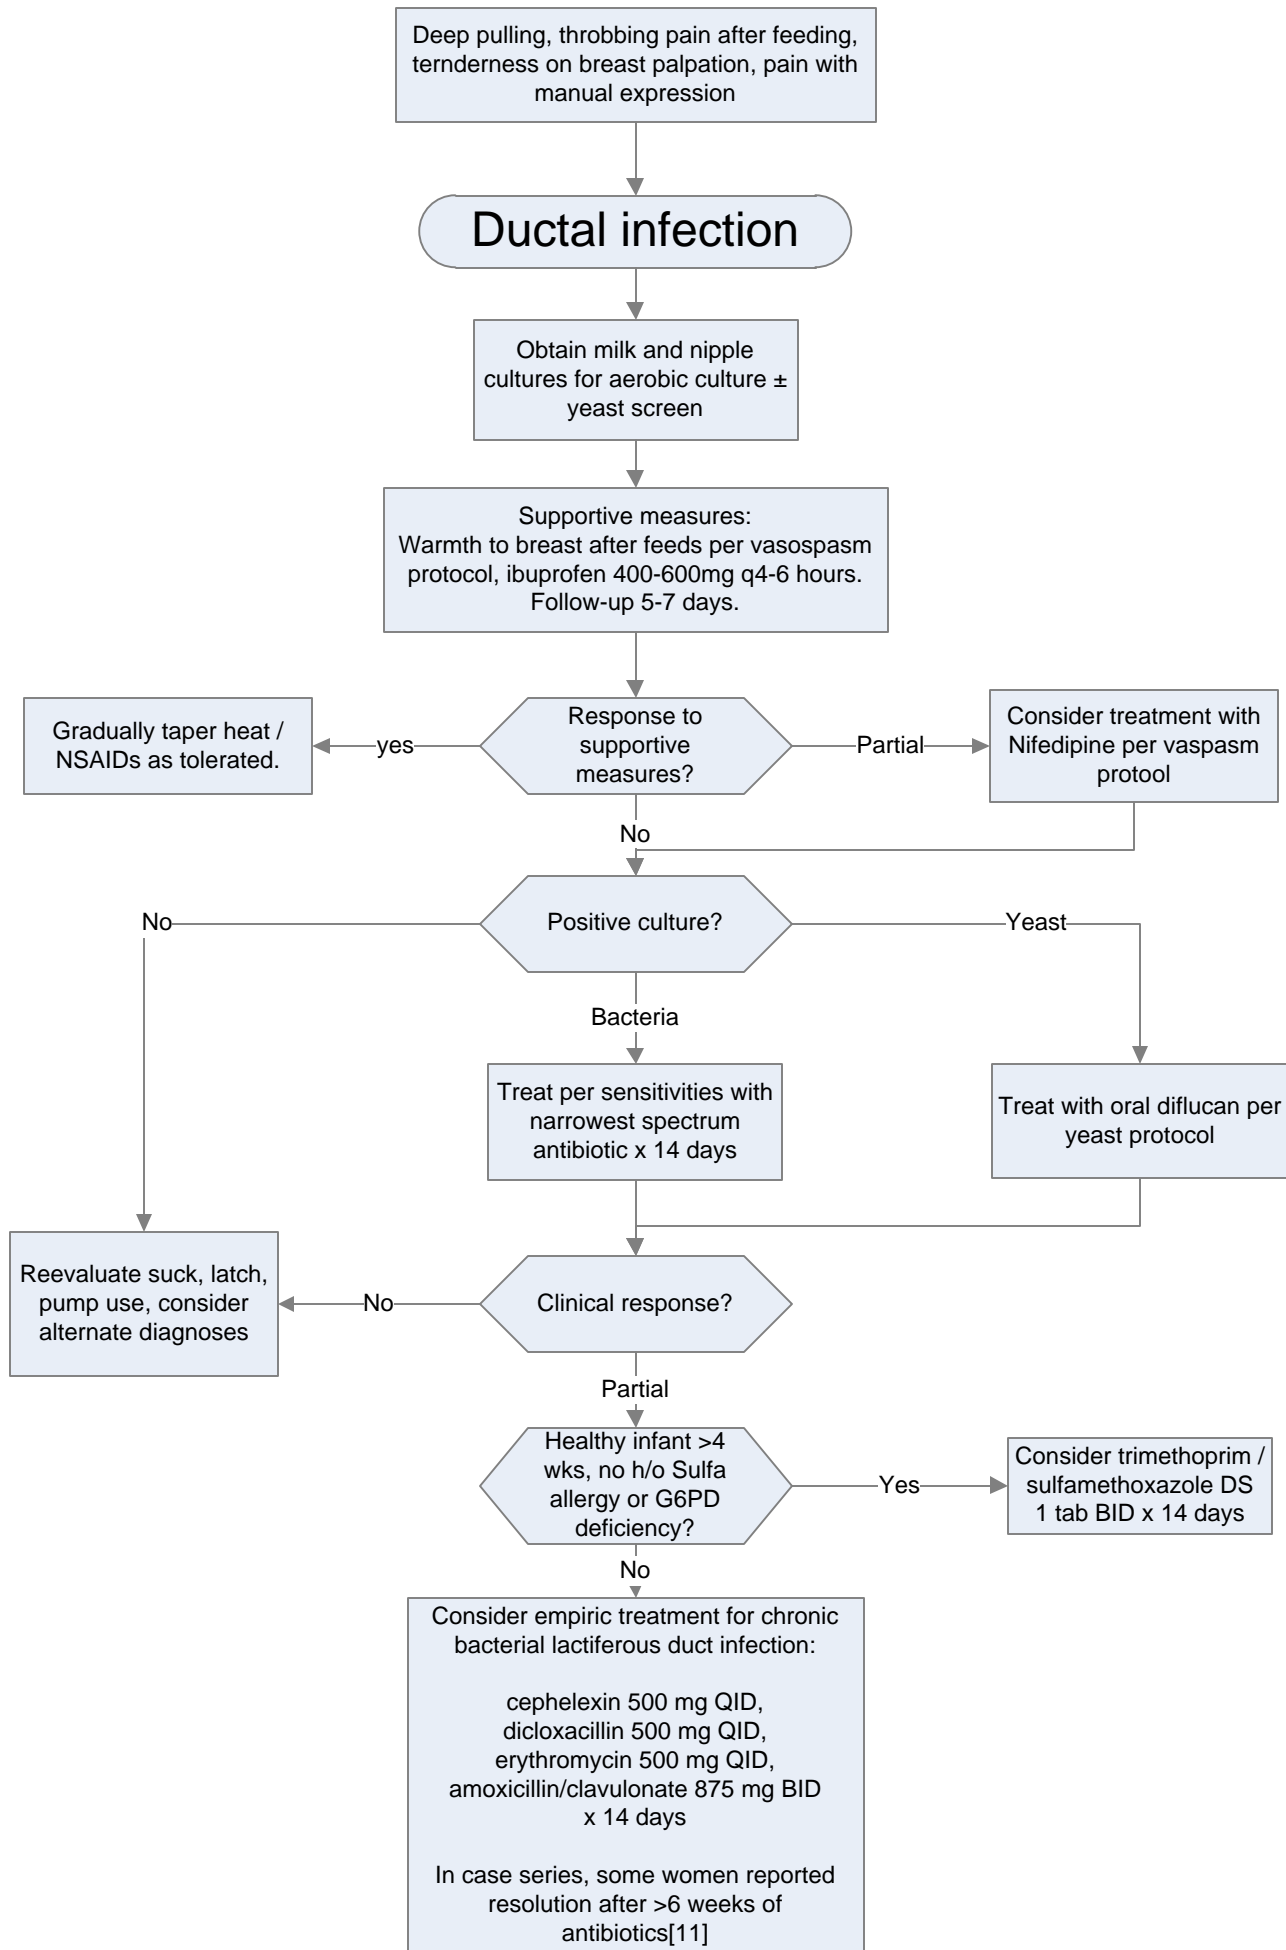 Deep pulling, throbbing pain after feeding,
ternderness on breast palpation, pain with
manual expression
Ductal infection
Obtain milk and nipple
cultures for aerobic culture ±
yeast screen
Supportive measures:
Warmth to breast after feeds per vasospasm
protocol, ibuprofen 400-600mg q4-6 hours.
Follow-up 5-7 days.
Gradually taper heat /
NSAIDs as tolerated.
yes
Response to
supportive
measures?
Partial
Consider treatment with
Nifedipine per vaspasm
protool
No
No
Positive culture?
Yeast
Bacteria
Treat per sensitivities with
narrowest spectrum
antibiotic x 14 days
Treat with oral diflucan per
yeast protocol
Reevaluate suck, latch,
pump use, consider
alternate diagnoses
No
Clinical response?
Partial
Healthy infant >4
wks, no h/o Sulfa
allergy or G6PD
deficiency?
Yes
Consider trimethoprim /
sulfamethoxazole DS
1 tab BID x 14 days
No
Consider empiric treatment for chronic
bacterial lactiferous duct infection:
cephelexin 500 mg QID,
dicloxacillin 500 mg QID,
erythromycin 500 mg QID,
amoxicillin/clavulonate 875 mg BID
x 14 days
In case series, some women reported
resolution after >6 weeks of
antibiotics[11]